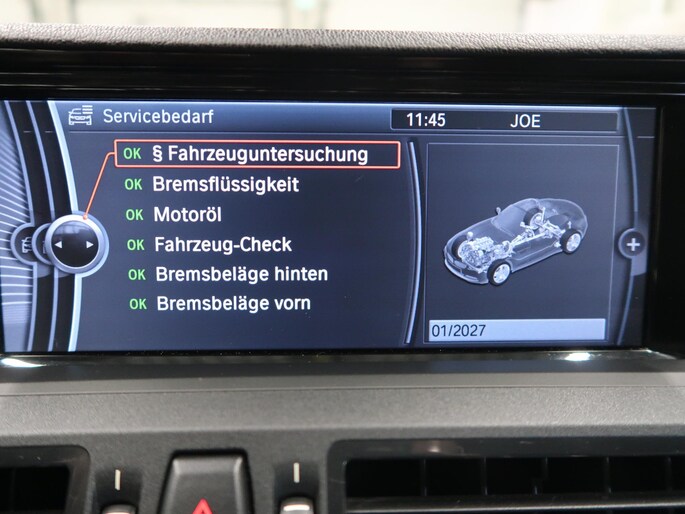 Servicebedarf
11:45
JOE
OK § Fahrzeuguntersuchung
OK Bremsflüssigkeit
OK Motoröl
OK Fahrzeug-Check
OK Bremsbeläge hinten
OK Bremsbeläge vorn
01/2027